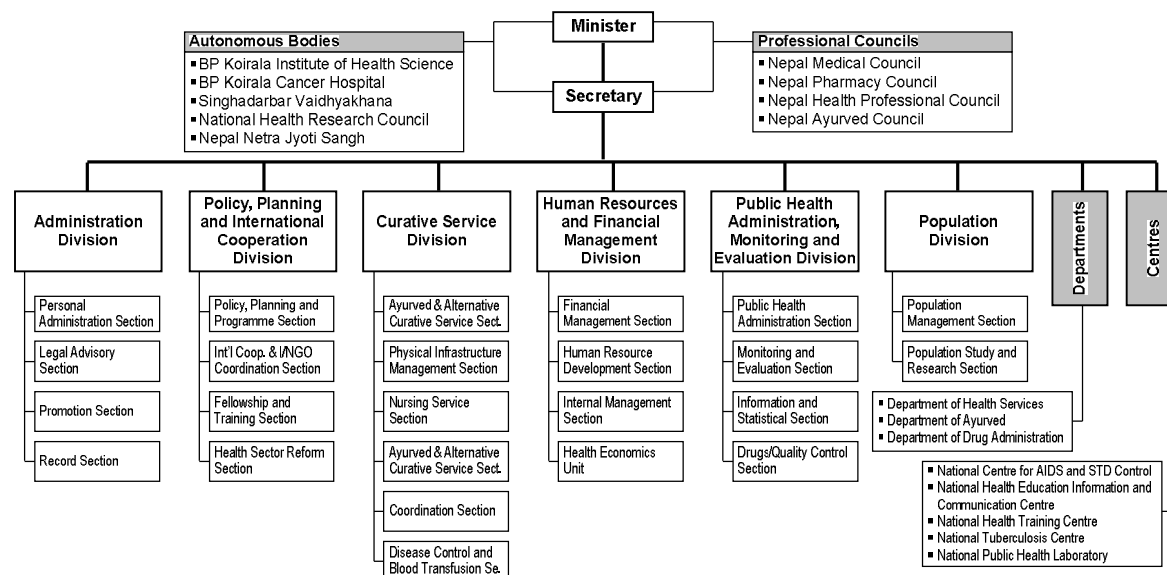 Minister
Secretary
Autonomous Bodies
▪ BP Koirala Institute of Health Science
▪ BP Koirala Cancer Hospital
▪ Singhadarbar Vaidhyakhana
▪ National Health Research Council
▪ Nepal Netra Jyoti Sangh
Professional Councils
▪ Nepal Medical Council
▪ Nepal Pharmacy Council
▪ Nepal Health Professional Council
▪ Nepal Ayurved Council
Administration
Division
Personal
Administration Section
Legal Advisory
Section
Promotion Section
Record Section
Policy, Planning
and International
Cooperation
Division
Policy, Planning and
Programme Section
Int'l Coop. & I/NGO
Coordination Section
Fellowship and
Training Section
Health Sector Reform
Section
Curative Service
Division
Ayurved & Alternative
Curative Service Sect.
Physical Infrastructure
Management Section
Nursing Service
Section
Ayurved & Alternative
Curative Service Sect.
Coordination Section
Disease Control and
Blood Transfusion Se.
Human Resources
and Financial
Management
Division
Financial
Management Section
Human Resource
Development Section
Internal Management
Section
Health Economics
Unit
Public Health
Administration,
Monitoring and
Evaluation Division
Public Health
Administration Section
Monitoring and
Evaluation Section
Information and
Statistical Section
Drugs/Quality Control
Section
Population
Division
Population
Management Section
Population Study and
Research Section
Departments
▪ Department of Health Services
▪ Department of Ayurved
▪ Department of Drug Administration
Centres
▪ National Centre for AIDS and STD Control
▪ National Health Education Information and
Communication Centre
▪ National Health Training Centre
▪ National Tuberculosis Centre
▪ National Public Health Laboratory